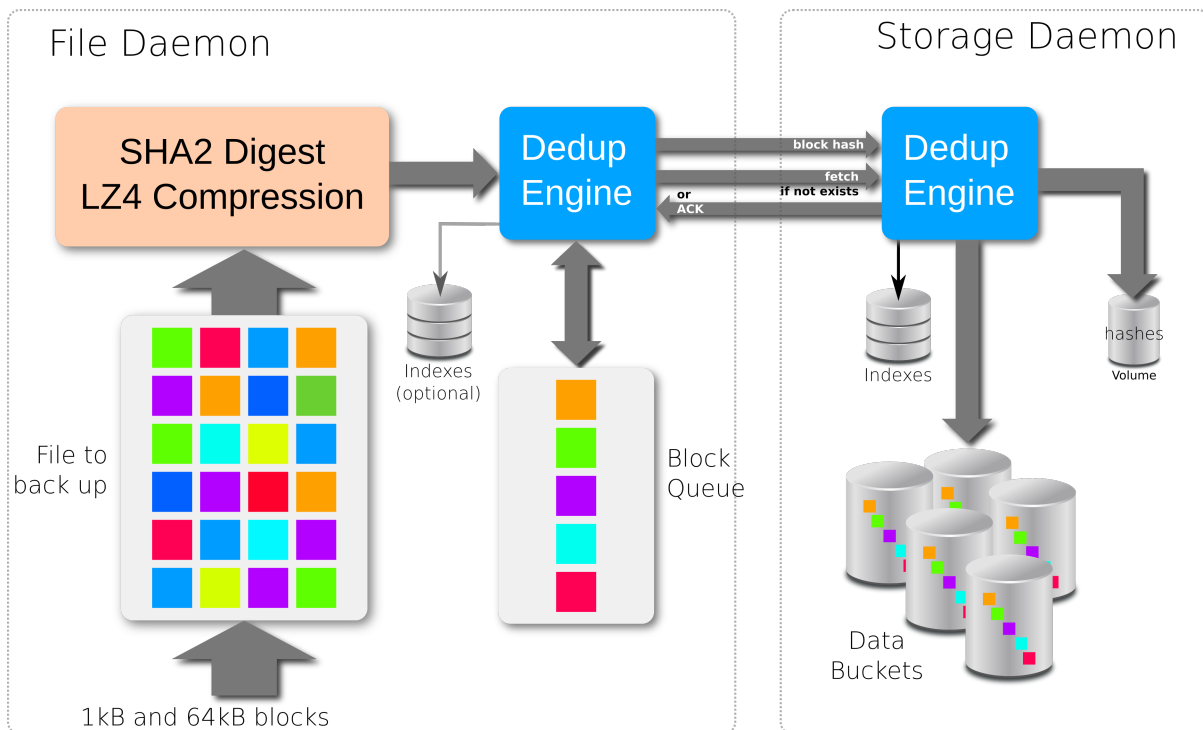 File Daemon
Storage Daemon
SHA2 Digest
LZ4 Compression
Dedup
Engine
block hash
fetch
if not exists
or
ACK
Dedup
Engine
Indexes
(optional)
Indexes
hashes
Volume
File to
back up
Block
Queue
Data
Buckets
1kB and 64kB blocks